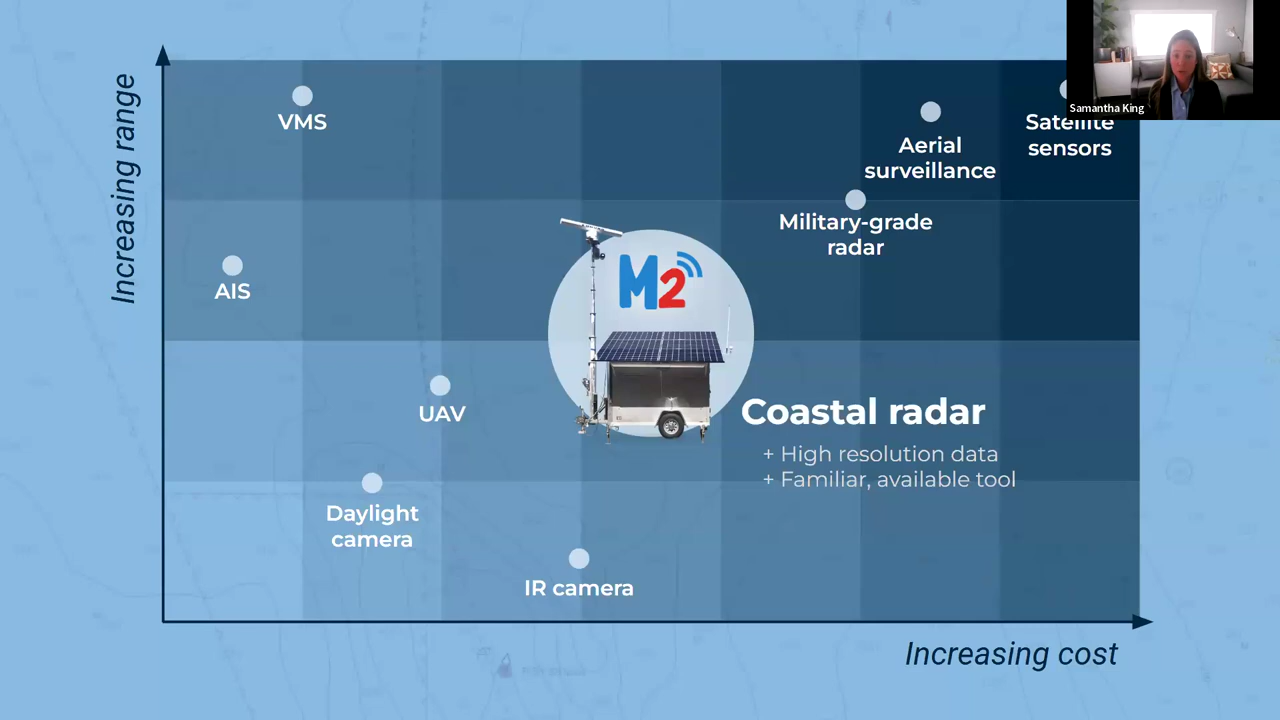 Samantha King
Increasing range
VMS
Aerial
surveillance
Satellite
sensors
Military-grade
radar
AIS
M2
UAV
Coastal radar
+ High resolution data
+ Familiar, available tool
Daylight
camera
IR camera
Increasing cost